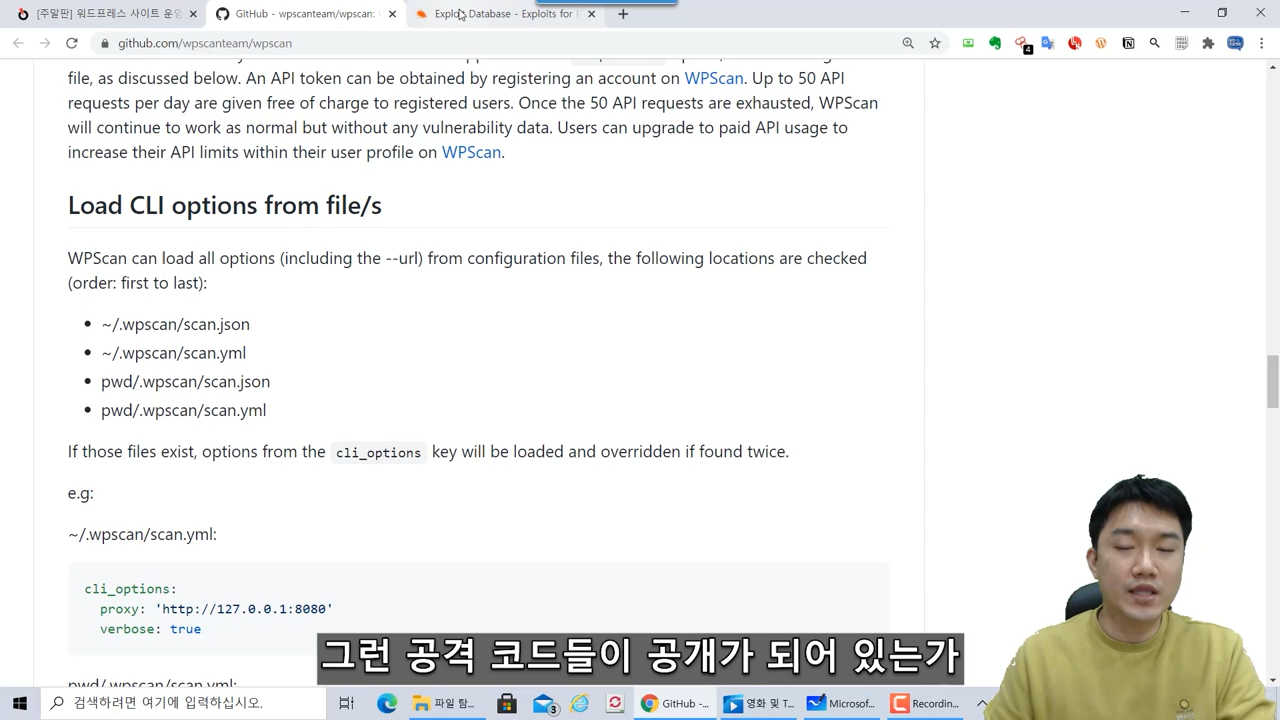 [주말판] 워드프레스 사이트 운영
GitHub - wpscanteam/wpscan:
Exploit Database - Exploits for
github.com/wpscanteam/wpscan
4
file, as discussed below. An API token can be obtained by registering an account on WPScan. Up to 50 API
requests per day are given free of charge to registered users. Once the 50 API requests are exhausted, WPScan
will continue to work as normal but without any vulnerability data. Users can upgrade to paid API usage to
increase their API limits within their user profile on WPScan.
Load CLI options from file/s
WPScan can load all options (including the --url) from configuration files, the following locations are checked
(order: first to last):
~/.wpscan/scan.json
~/.wpscan/scan.yml
pwd/.wpscan/scan.json
pwd/.wpscan/scan.yml
If those files exist, options from the cli_options key will be loaded and overridden if found twice.
e.g:
~/.wpscan/scan.yml:
cli_options:
proxy: 'http://127.0.0.1:8080'
verbose: true
그런 공격 코드들이 공개가 되어 있는가
pwd/.wpscan/scan.yml:
검색하려면 여기에 입력하십시오.
파일 탐...
3
GitHub -...
영화 및 T...
Microsof...
Recordin...